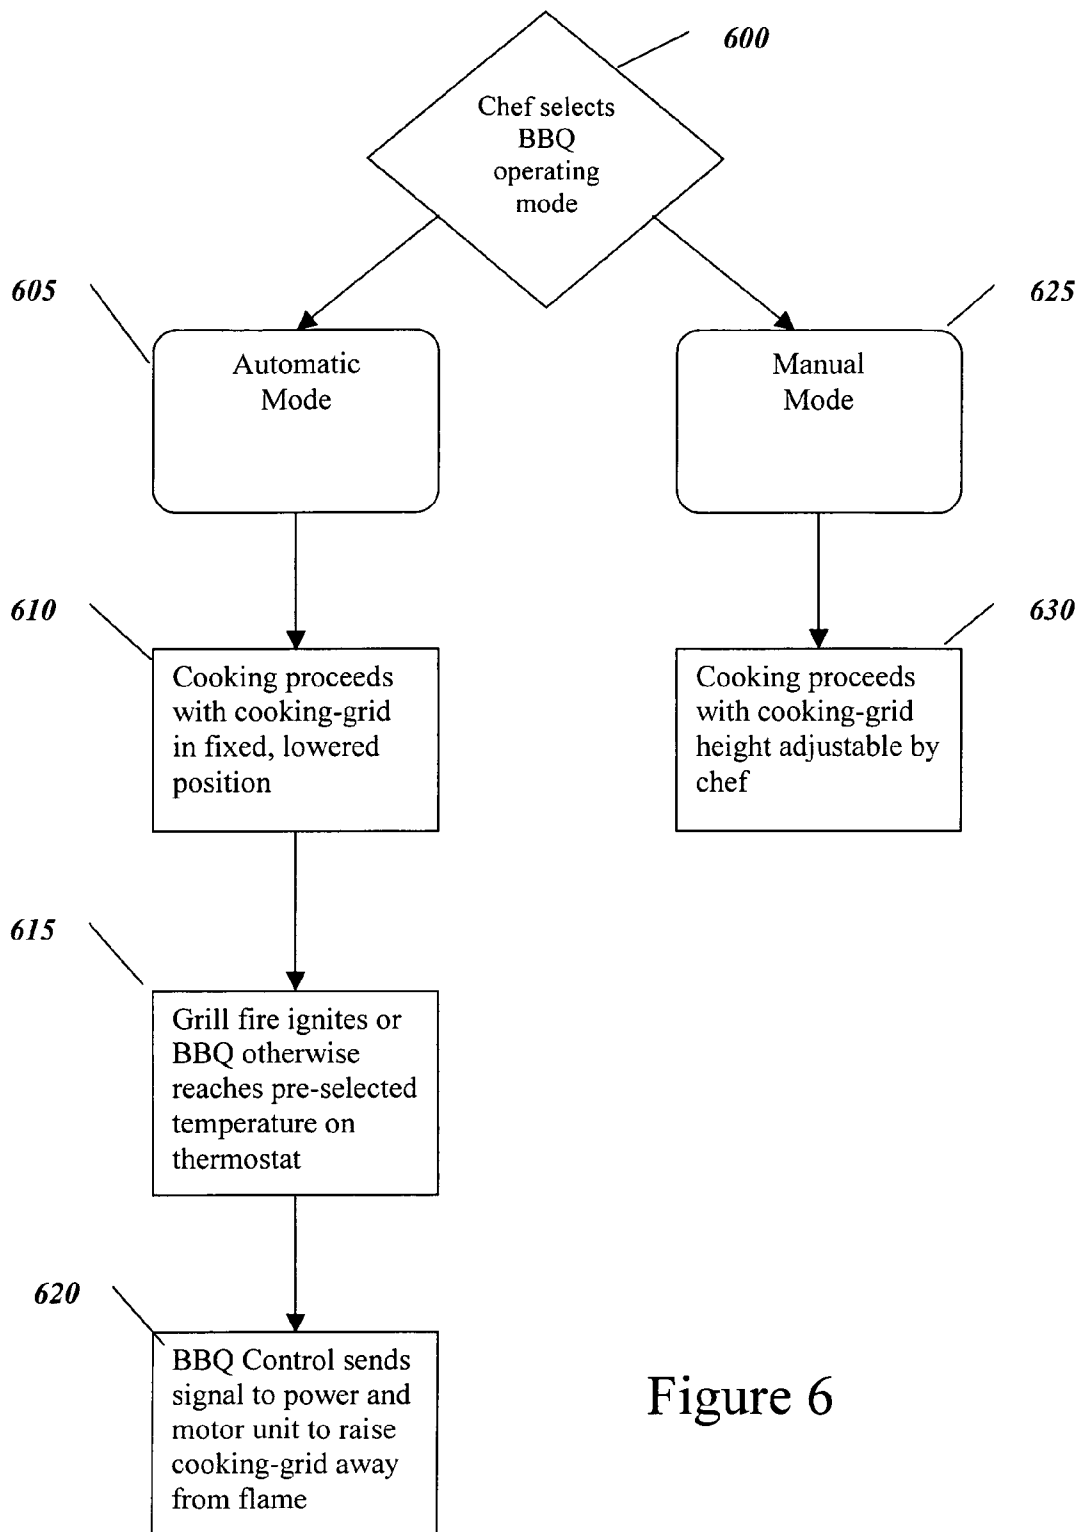 600
Chef selects
BBQ
operating
mode
605
625
Automatic
Mode
Manual
Mode
610
630
Cooking proceeds
with cooking-grid
in fixed, lowered
position
Cooking proceeds
with cooking-grid
height adjustable by
chef
615
Grill fire ignites or
BBQ otherwise
reaches pre-selected
temperature on
thermostat
620
BBQ Control sends
signal to power and
motor unit to raise
cooking-grid away
from flame
Figure 6